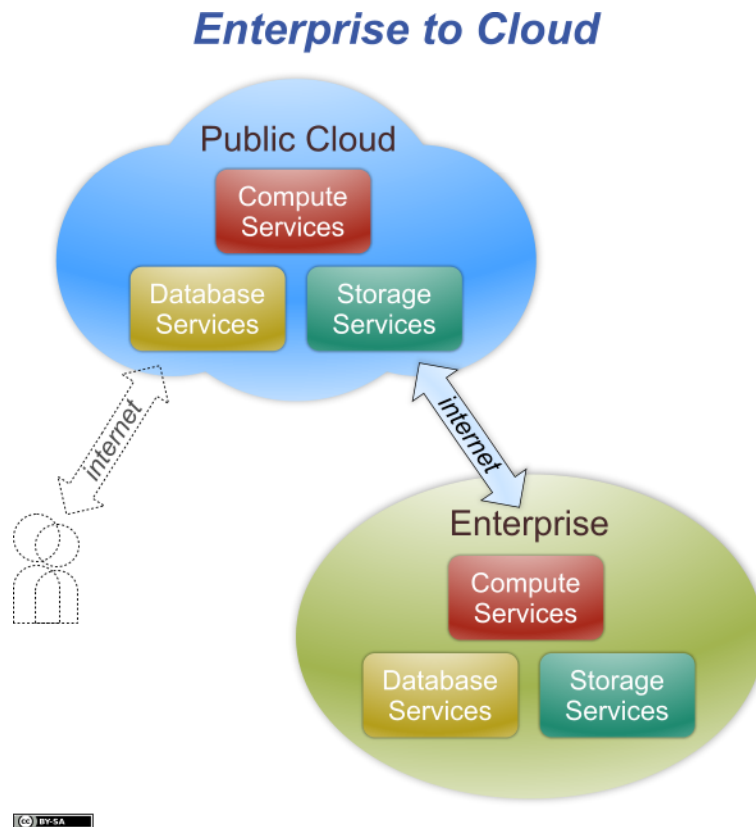 Enterprise to Cloud
Public Cloud
Compute
Services
Database
Services
Storage
Services
internet
internet
Enterprise
Compute
Services
Database
Services
Storage
Services
cc BY-SA